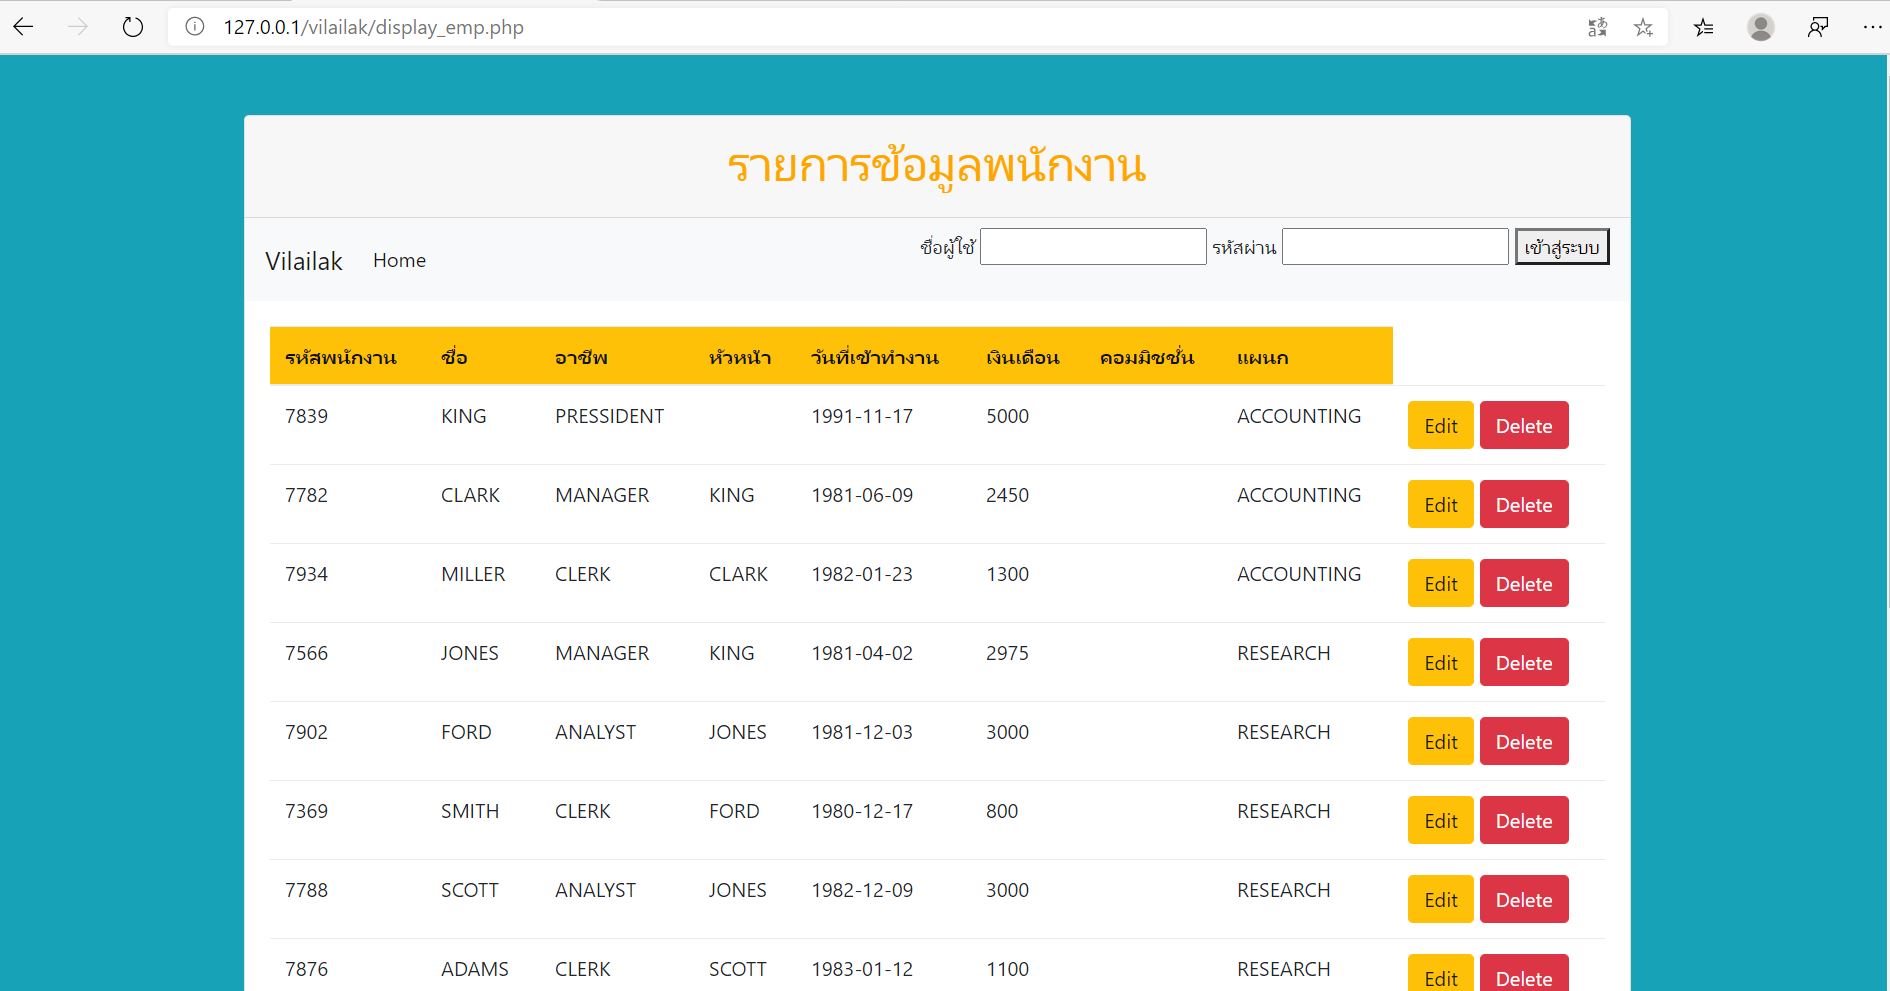 127.0.0.1/vilailak/display_emp.php
รายการข้อมูลพนักงาน
Vilailak Home ชื่อผู้ใช้ รหัสผ่าน เข้าสู่ระบบ
รหัสพนักงาน ชื่อ อาชีพ หัวหน้า วันที่เข้าทำงาน เงินเดือน คอมมิชชั่น แผนก
7839 KING PRESSIDENT 1991-11-17 5000 ACCOUNTING Edit Delete
7782 CLARK MANAGER KING 1981-06-09 2450 ACCOUNTING Edit Delete
7934 MILLER CLERK CLARK 1982-01-23 1300 ACCOUNTING Edit Delete
7566 JONES MANAGER KING 1981-04-02 2975 RESEARCH Edit Delete
7902 FORD ANALYST JONES 1981-12-03 3000 RESEARCH Edit Delete
7369 SMITH CLERK FORD 1980-12-17 800 RESEARCH Edit Delete
7788 SCOTT ANALYST JONES 1982-12-09 3000 RESEARCH Edit Delete
7876 ADAMS CLERK SCOTT 1983-01-12 1100 RESEARCH Edit Delete